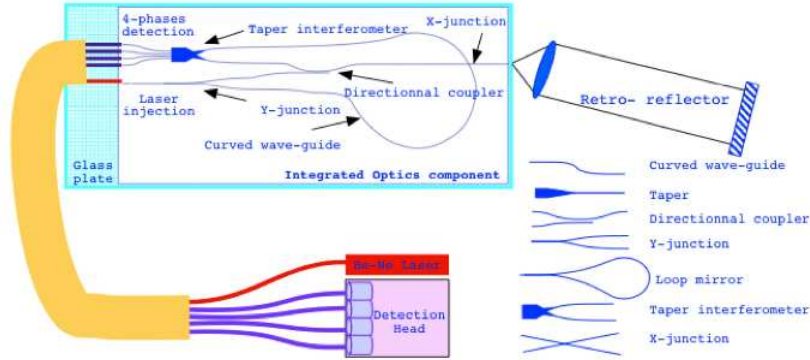 4-phases
detection
Taper interferometer
X-junction
Laser
injection
Y-junction
Directionnal coupler
Curved wave-guide
Glass
plate
Integrated Optics component
Retro- reflector
He-Ne Laser
Detection
Head
Curved wave-guide
Taper
Directionnal coupler
Y-junction
Loop mirror
Taper interferometer
X-junction